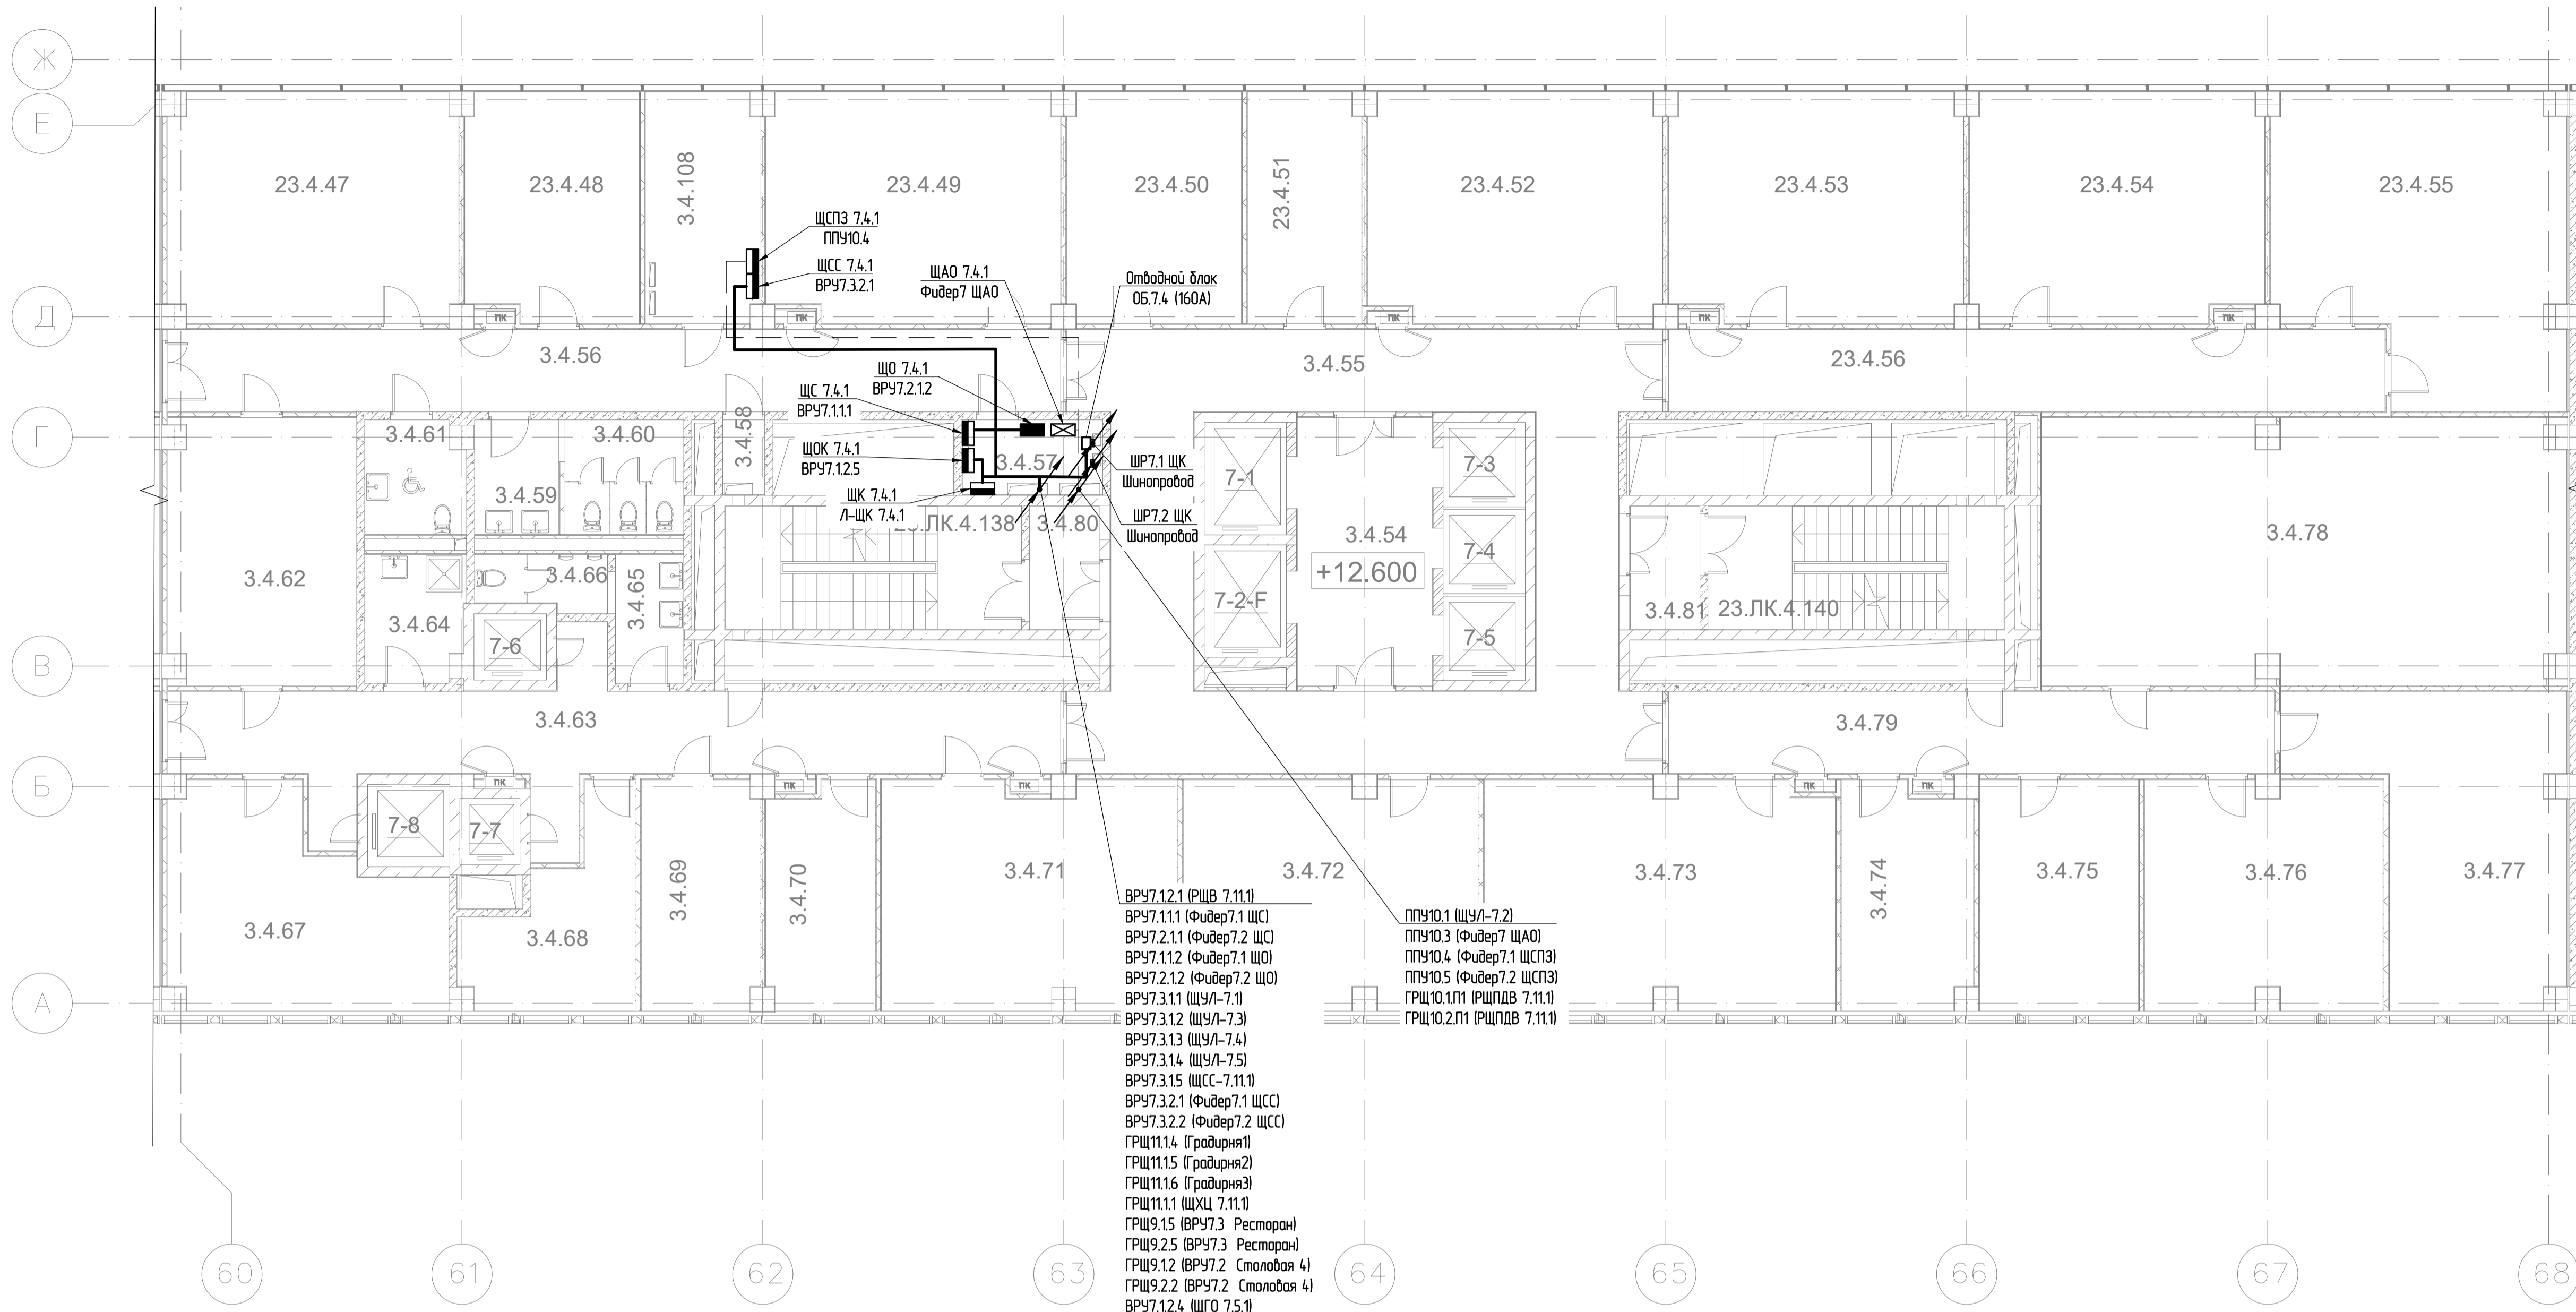 Ж
Е
Д
Г
В
Б
А
23.4.47
23.4.48
3.4.108
23.4.49
23.4.50
23.4.51
23.4.52
23.4.53
23.4.54
23.4.55
ЩСПЗ 7.4.1
ППУ10.4
ЩСС 7.4.1
ВРУ7.3.2.1
ЩАО 7.4.1
Фидер7 ЩАО
Отводной блак
ОБ.7.4 (160А)
ПК
ПК
ПК
ПК
ПК
3.4.56
3.4.55
23.4.56
ЩО 7.4.1
ВРУ7.2.1.2
ЩС 7.4.1
ВРУ7.1.1.1
ЩОК 7.4.1
ВРУ7.1.2.5
ЩК 7.4.1
Л-ЩК 7.4.1
ШР7.1 ЩК
Шинопровод
ШР7.2 ЩК
Шинопровод
3.4.61
3.4.60
3.4.58
3.4.57
3.4.59
ЛК.4.138
3.4.80
7-1
7-3
3.4.54
+12.600
7-4
7-2-F
7-5
3.4.78
3.4.62
3.4.66
3.4.65
3.4.64
7-6
3.4.81
23.ЛК.4.140
3.4.63
3.4.79
ПК
ПК
ПК
ПК
ПК
7-8
7-7
3.4.67
3.4.68
3.4.69
3.4.70
3.4.71
3.4.72
3.4.73
3.4.74
3.4.75
3.4.76
3.4.77
ВРУ7.1.2.1 (РЩВ 7.11.1)
ВРУ7.1.1.1 (Фидер7.1 ЩС)
ВРУ7.2.1.1 (Фидер7.2 ЩС)
ВРУ7.1.1.2 (Фидер7.1 ЩО)
ВРУ7.2.1.2 (Фидер7.2 ЩО)
ВРУ7.3.1.1 (ЩУЛ-7.1)
ВРУ7.3.1.2 (ЩУЛ-7.3)
ВРУ7.3.1.3 (ЩУЛ-7.4)
ВРУ7.3.1.4 (ЩУЛ-7.5)
ВРУ7.3.1.5 (ЩСС-7.11.1)
ВРУ7.3.2.1 (Фидер7.1 ЩСС)
ВРУ7.3.2.2 (Фидер7.2 ЩСС)
ГРЩ11.1.4 (Градирня1)
ГРЩ11.1.5 (Градирня2)
ГРЩ11.1.6 (Градирня3)
ГРЩ11.1.1 (ЩХЦ 7.11.1)
ГРЩ9.1.5 (ВРУ7.3 Ресторан)
ГРЩ9.2.5 (ВРУ7.3 Ресторан)
ГРЩ9.1.2 (ВРУ7.2 Столовая 4)
ГРЩ9.2.2 (ВРУ7.2 Столовая 4)
ВРУ7.1.2.4 (ЩГО 7.5.1)
ППУ10.1 (ЩУЛ-7.2)
ППУ10.3 (Фидер7 ЩАО)
ППУ10.4 (Фидер7.1 ЩСПЗ)
ППУ10.5 (Фидер7.2 ЩСПЗ)
ГРЩ10.1.П1 (РЩПДВ 7.11.1)
ГРЩ10.2.П1 (РЩПДВ 7.11.1)
60
61
62
63
64
65
66
67
68